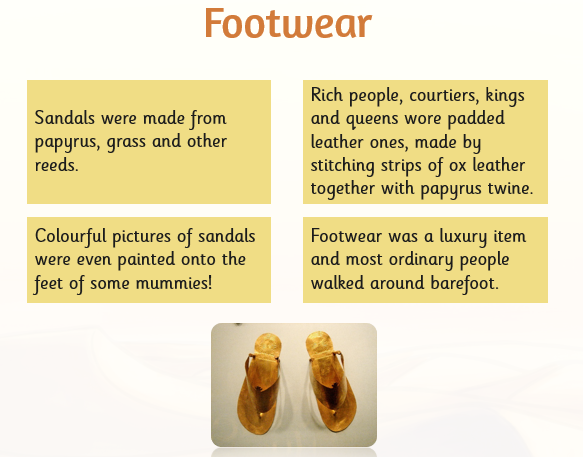 Footwear
Sandals were made from
papyrus, grass and other
reeds.
Rich people, courtiers, kings
and queens wore padded
leather ones, made by
stitching strips of ox leather
together with papyrus twine.
Colourful pictures of sandals
were even painted onto the
feet of some mummies!
Footwear was a luxury item
and most ordinary people
walked around barefoot.